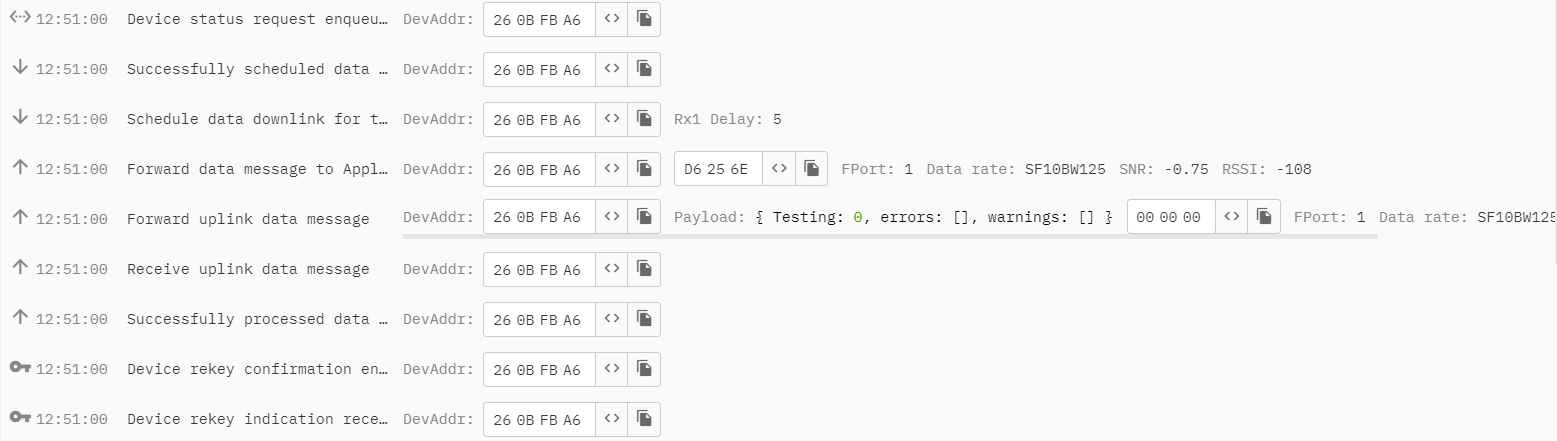 12:51:00 Device status request enqueu… DevAddr: 26 0B FB A6 <>
12:51:00 Successfully scheduled data … DevAddr: 26 0B FB A6 <>
12:51:00 Schedule data downlink for t… DevAddr: 26 0B FB A6 <> Rx1 Delay: 5
12:51:00 Forward data message to Appl… DevAddr: 26 0B FB A6 <> D6 25 6E <> FPort: 1 Data rate: SF10BW125 SNR: -0.75 RSSI: -108
12:51:00 Forward uplink data message DevAddr: 26 0B FB A6 <> Payload: { Testing: 0, errors: [], warnings: [] } 00 00 00 <> FPort: 1 Data rate: SF10BW125
12:51:00 Receive uplink data message DevAddr: 26 0B FB A6 <>
12:51:00 Successfully processed data … DevAddr: 26 0B FB A6 <>
12:51:00 Device rekey confirmation en… DevAddr: 26 0B FB A6 <>
12:51:00 Device rekey indication rece… DevAddr: 26 0B FB A6 <>